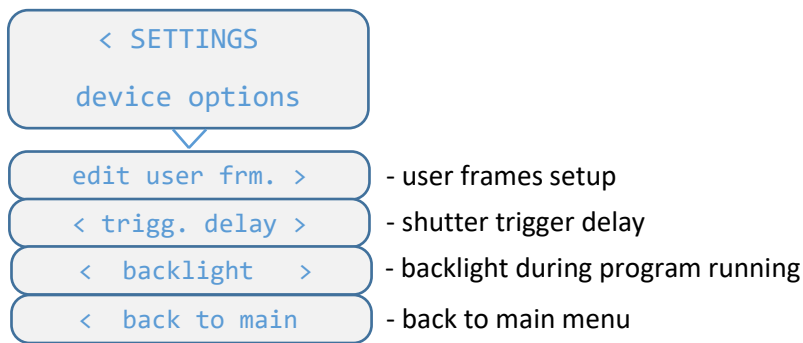 < SETTINGS
device options
edit user frm. > - user frames setup
< trigg. delay > - shutter trigger delay
< backlight > - backlight during program running
< back to main - back to main menu